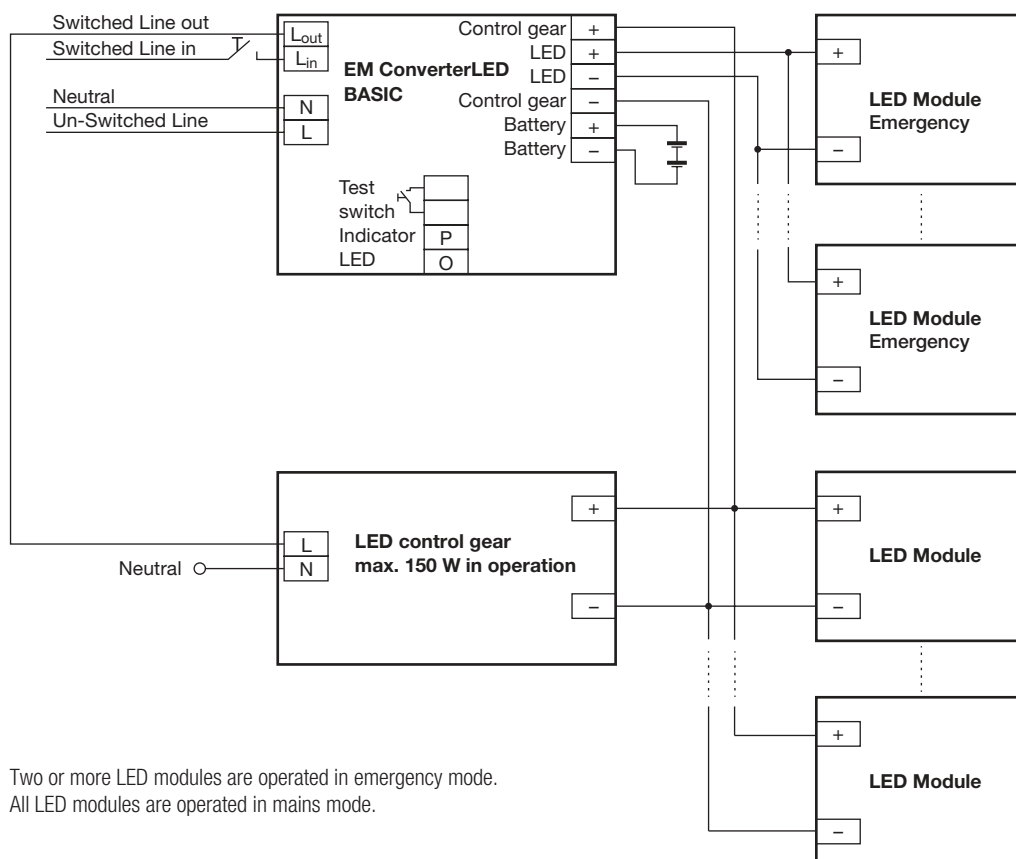 Switched Line out
Switched Line in
Neutral
Un-Switched Line
Lout
Lin
N
L
EM ConverterLED
BASIC
Control gear +
LED +
LED −
Control gear −
Battery +
Battery −
Test
switch
Indicator P
LED O
+
−
LED Module
Emergency
+
−
LED Module
Emergency
L
N
Neutral
LED control gear
max. 150 W in operation
+
−
+
−
LED Module
+
−
LED Module
Two or more LED modules are operated in emergency mode.
All LED modules are operated in mains mode.